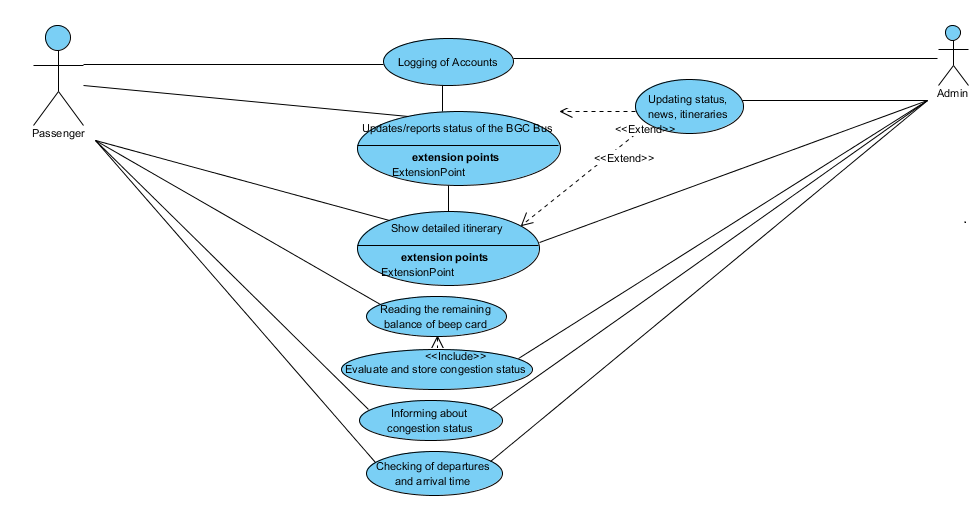 Logging of Accounts
Passenger
Admin
Updating status,
news, itineraries
<<Extend>>
Updates/reports status of the BGC Bus
extension points
ExtensionPoint
<<Extend>>
Show detailed itinerary
extension points
ExtensionPoint
Reading the remaining
balance of beep card
<<Include>>
Evaluate and store congestion status
Informing about
congestion status
Checking of departures
and arrival time